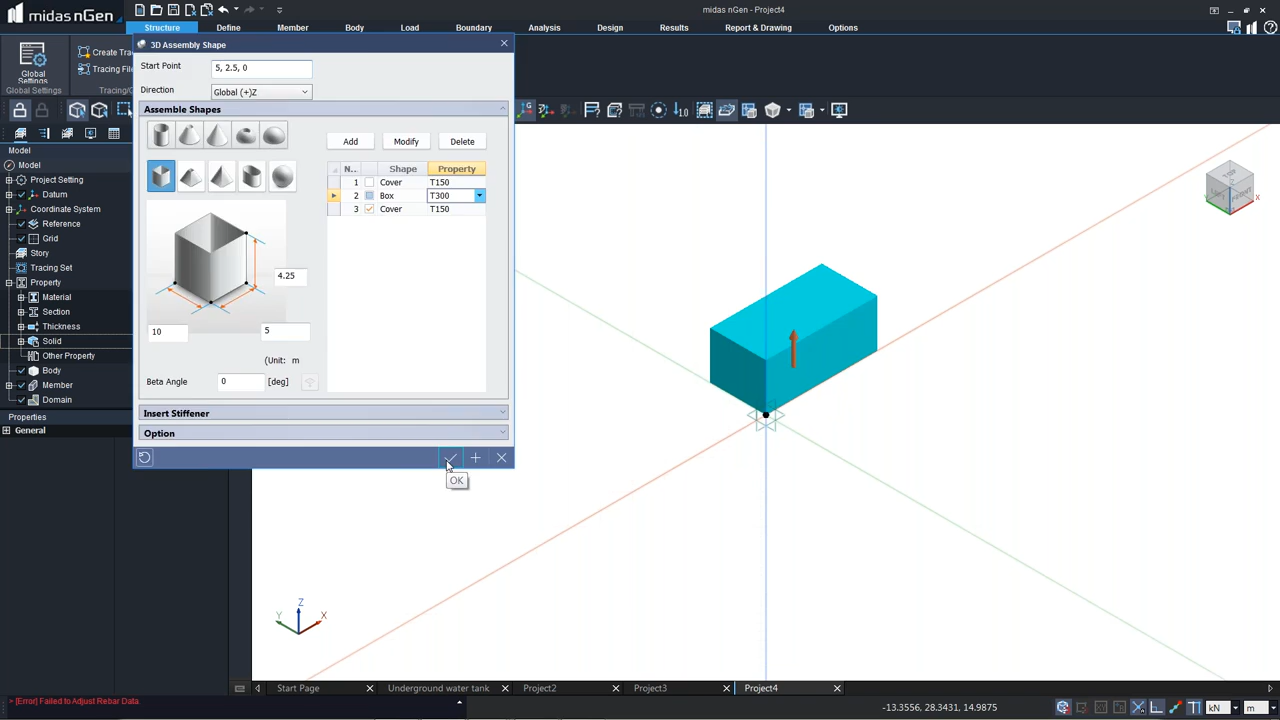 midas nGen
midas nGen - Project4
Structure Define Member Body Load Boundary Analysis Design Results Report & Drawing Members Options
Global
Settings
Create Tra
Tracing File
Global Settings
Tracing/G
3D Assembly Shape
Start Point 5, 2.5, 0
Direction Global (+)Z
Assemble Shapes
Add Modify Delete
N... Shape Property
1 Cover T150
2 Box T300
3 Cover T150
4.25
10
5
(Unit: m
Beta Angle 0 [deg]
Insert Stiffener
Option
OK
Model
Model
Project Setting
Datum
Coordinate System
Reference
Grid
Story
Tracing Set
Property
Material
Section
Thickness
Solid
Other Property
Body
Member
Domain
Properties
General
TOP
LEFT
FRONT
X
Z
Y
X
Start Page Underground water tank Project2 Project3 Project4
> [Error] Failed to Adjust Rebar Data.
-13.3556, 28.3431, 14.9875
kN m